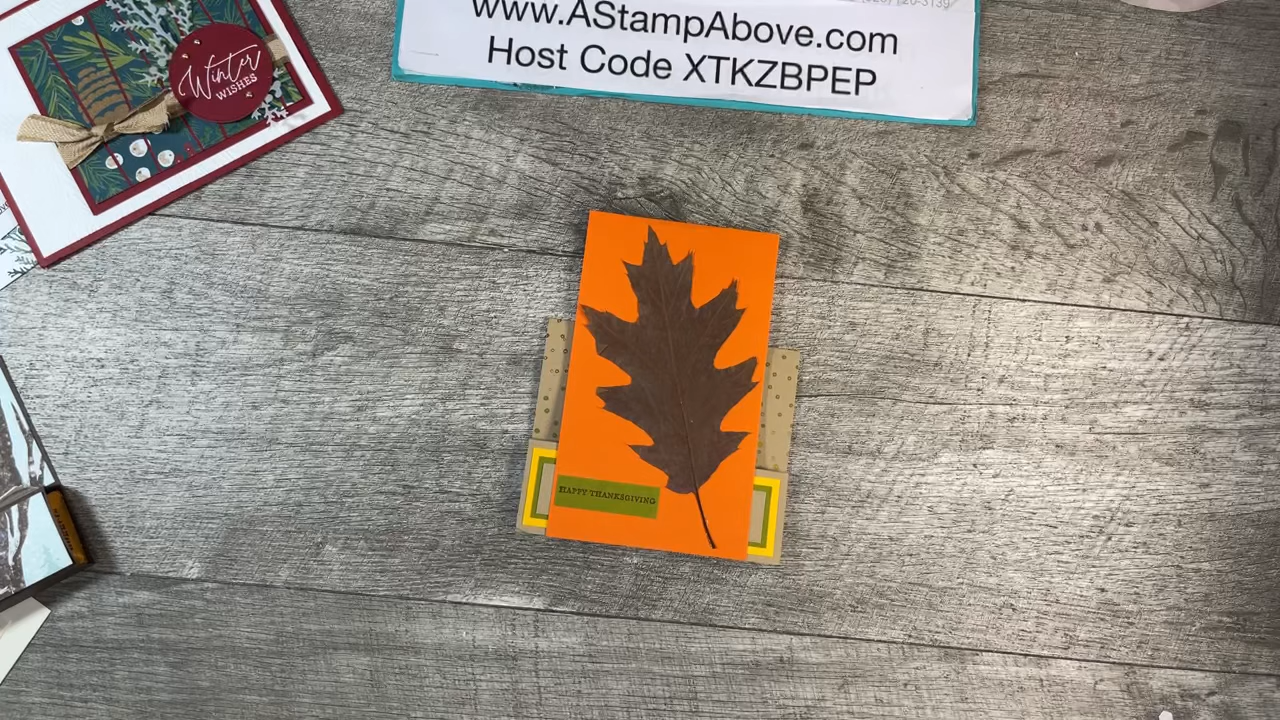 www.AStampAbove.com
Host Code XTKZBPEP
Winter
WISHES
HAPPY THANKSGIVING